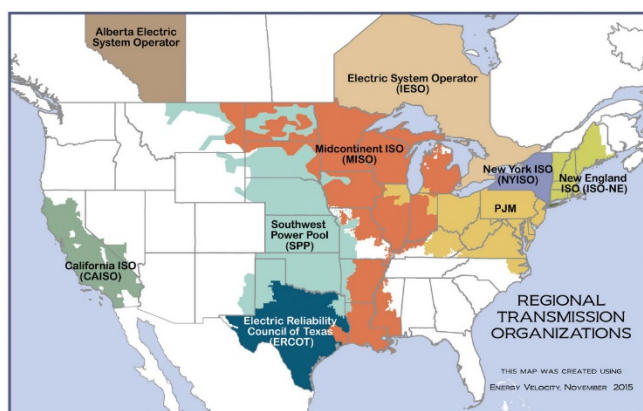 Alberta Electric
System Operator
Electric System Operator
(IESO)
Midcontinent ISO
(MISO)
New York ISO
(NYISO)
New England
ISO (ISO-NE)
PJM
Southwest
Power Pool
(SPP)
California ISO
(CAISO)
Electric Reliability
Council of Texas
(ERCOT)
REGIONAL
TRANSMISSION
ORGANIZATIONS
THIS MAP WAS CREATED USING
ENERGY VELOCITY, NOVEMBER 2015